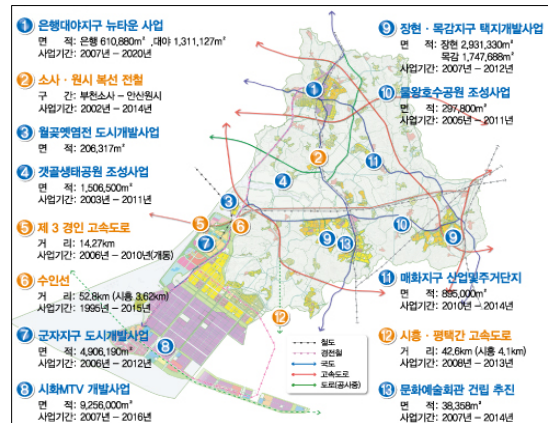 1 은행대야지구 뉴타운 사업
면 적: 은행 610,880㎡, 대야 1,311,127㎡
사업기간: 2007년 – 2020년
2 소사·원시 복선 전철
구 간: 부천소사 – 안산원시
사업기간: 2002년 – 2014년
3 월곶옛염전 도시개발사업
면 적: 206,317㎡
4 갯골생태공원 조성사업
면 적: 1,506,500㎡
사업기간: 2003년 – 2011년
5 제 3 경인 고속도로
거 리: 14.27km
사업기간: 2006년 – 2010년(개통)
6 수인선
거 리: 52.8km (시흥 3.62km)
사업기간: 1995년 – 2015년
7 군자지구 도시개발사업
면 적: 4,906,190㎡
사업기간: 2006년 – 2012년
8 시화MTV 개발사업
면 적: 9,256,000㎡
사업기간: 2007년 – 2016년
9 장현·목감지구 택지개발사업
면 적: 장현 2,931,330㎡
목감 1,747,688㎡
사업기간: 2007년 – 2012년
10 물왕호수공원 조성사업
면 적: 297,800㎡
사업기간: 2005년 – 2011년
11 매화지구 산업및주거단지
면 적: 895,000㎡
사업기간: 2010년 – 2014년
12 시흥·평택간 고속도로
거 리: 42.6km (시흥 4.1km)
사업기간: 2008년 – 2013년
13 문화예술회관 건립 추진
면 적: 38,358㎡
사업기간: 2007년 – 2014년
1
2
11
4
3
5
6
7
10
9
13
9
12
8
철도
경전철
국도
고속도로
도로(공사중)